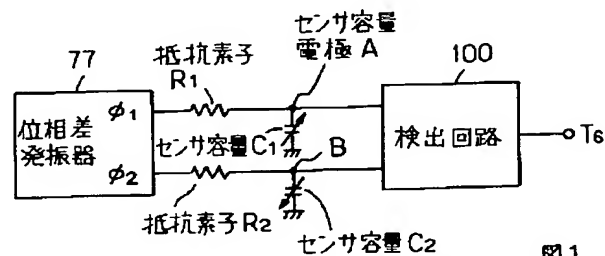 センサ容量
電極 A
抵抗素子
R1
77
100
位相差
発振器
ϕ1
ϕ2
センサ容量 C1
B
検出回路
T6
抵抗素子 R2
センサ容量 C2
図1